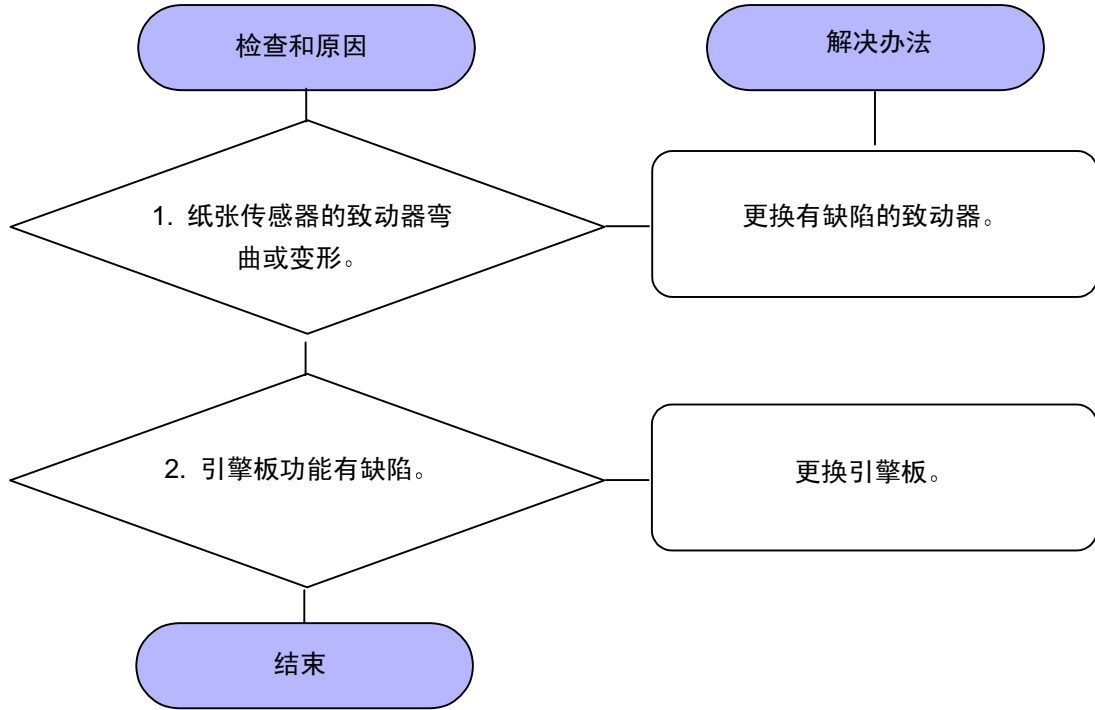 检查和原因
解决办法
1. 纸张传感器的致动器弯
曲或变形。
更换有缺陷的致动器。
2. 引擎板功能有缺陷。
更换引擎板。
结束